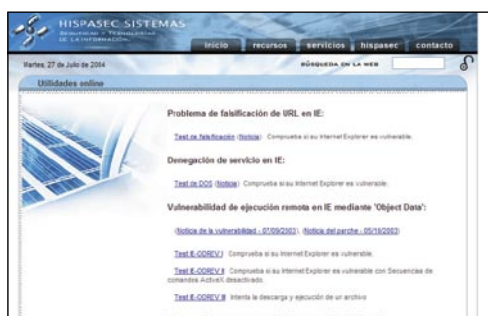 HISPASEC SISTEMAS
SEGURIDAD Y TECNOLOGÍAS
DE LA INFORMACIÓN
inicio recursos servicios hispasec contacto
Martes, 27 de Julio de 2004 BÚSQUEDA EN LA WEB
Utilidades online
Problema de falsificación de URL en IE:
Test de falsificación (Noticia) Comprueba si su Internet Explorer es vulnerable.
Denegación de servicio en IE:
Test de DOS (Noticia) Comprueba si su Internet Explorer es vulnerable.
Vulnerabilidad de ejecución remota en IE mediante 'Object Data':
(Noticia de la vulnerabilidad - 07/09/2003), (Noticia del parche - 05/10/2003)
Test IE-ODREV I Comprueba si su Internet Explorer es vulnerable.
Test IE-ODREV II Comprueba si su Internet Explorer es vulnerable con Secuencias de
comandos ActiveX desactivado.
Test IE-ODREV III Intenta la descarga y ejecución de un archivo